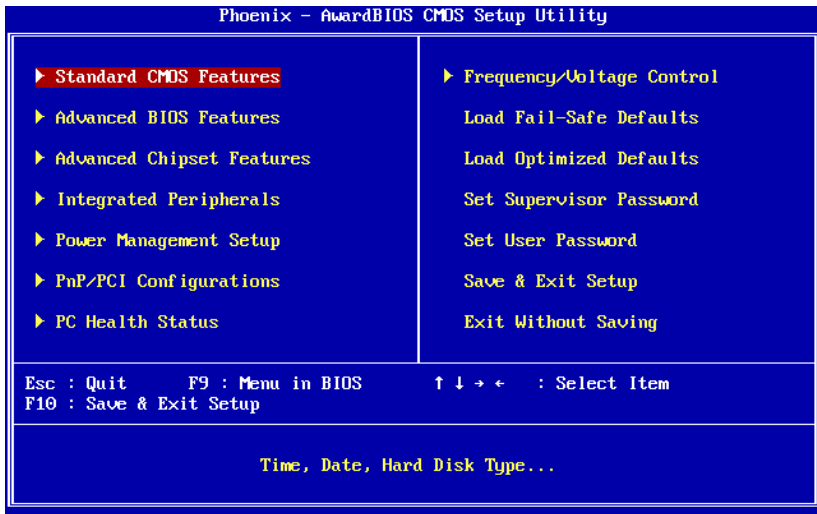 Phoenix - AwardBIOS CMOS Setup Utility
Standard CMOS Features
Advanced BIOS Features
Advanced Chipset Features
Integrated Peripherals
Power Management Setup
PnP/PCI Configurations
PC Health Status
Frequency/Voltage Control
Load Fail-Safe Defaults
Load Optimized Defaults
Set Supervisor Password
Set User Password
Save & Exit Setup
Exit Without Saving
Esc : Quit F9 : Menu in BIOS ↑ ↓ → ← : Select Item
F10 : Save & Exit Setup
Time, Date, Hard Disk Type...